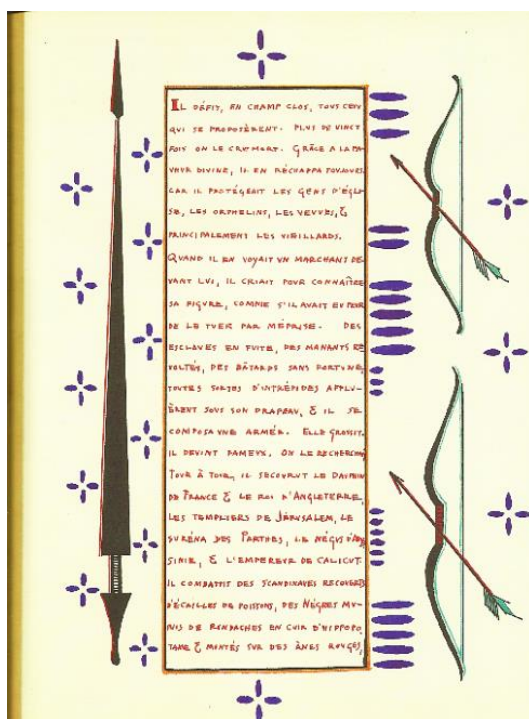 IL DÉFIT, EN CHAMP CLOS, TOUS CEUX
QUI SE PROPOSÈRENT. PLUS DE VINGT
FOIS ON LE CRUT MORT. GRÂCE A LA FA-
VEUR DIVINE, IL EN RÉCHAPPA TOUJOURS,
CAR IL PROTÉGEAIT LES GENS D'ÉGLI-
SE, LES ORPHELINS, LES VEUVES, &
PRINCIPALEMENT LES VIEILLARDS.
QUAND IL EN VOYAIT UN MARCHANT DE-
VANT LUI, IL CRIAIT POUR CONNAÎTRE
SA FIGURE, COMME S'IL AVAIT EU PEUR
DE LE TUER PAR MÉPRISE. DES
ESCLAVES EN FUITE, DES MANANTS RÉ-
VOLTÉS, DES BÂTARDS SANS FORTUNE,
TOUTES SORTES D'INTRÉPIDES AFFLU-
ÈRENT SOUS SON DRAPEAU, & IL SE
COMPOSA UNE ARMÉE. ELLE GROSSIT.
IL DEVINT FAMEUX. ON LE RECHERCHAIT
TOUR À TOUR, IL SECOURUT LE DAUPHIN
DE FRANCE & LE ROI D'ANGLETERRE,
LES TEMPLIERS DE JÉRUSALEM, LE
SURÉNA DES PARTHES, LE NÉGUS D'ABY
SINIE, & L'EMPEREUR DE CALICUT.
IL COMBATTIT DES SCANDINAVES RECOUVERTS
D'ÉCAILLES DE POISSONS, DES NÈGRES MU-
NIS DE RONDACHES EN CUIR D'HIPPOPO-
TAME & MONTÉS SUR DES ÂNES ROUGES,